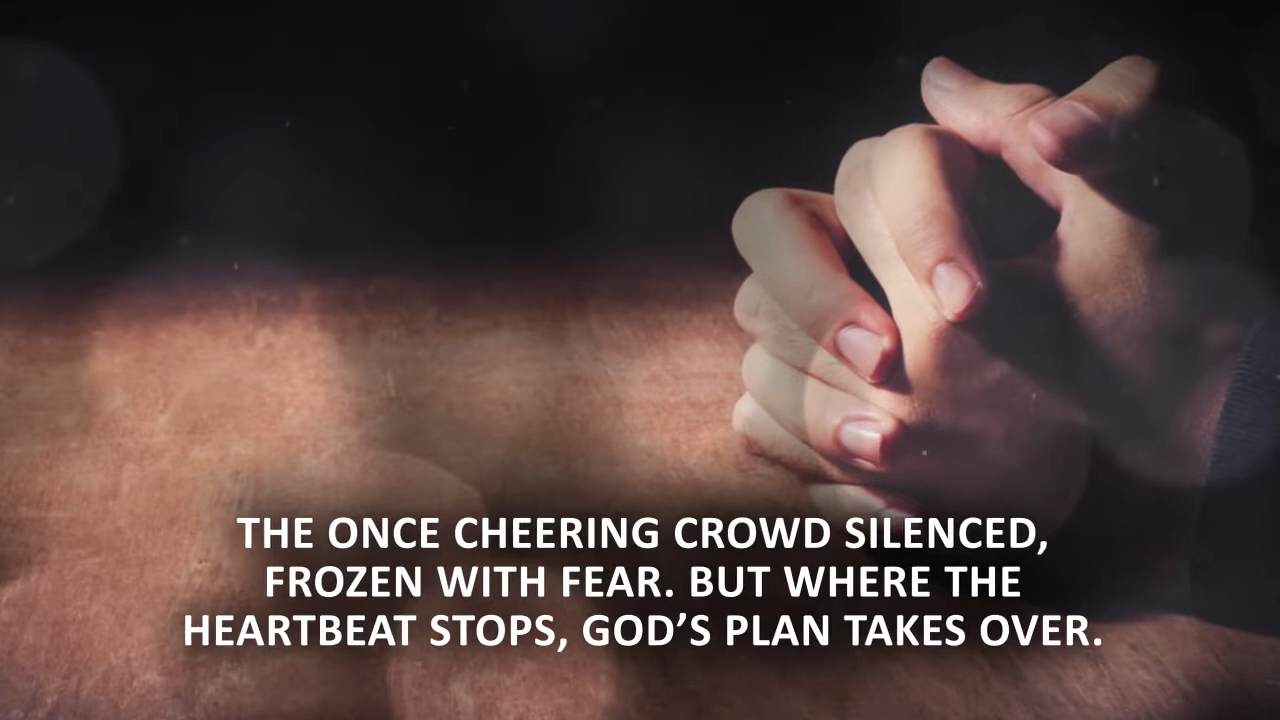 THE ONCE CHEERING CROWD SILENCED,
FROZEN WITH FEAR. BUT WHERE THE
HEARTBEAT STOPS, GOD’S PLAN TAKES OVER.